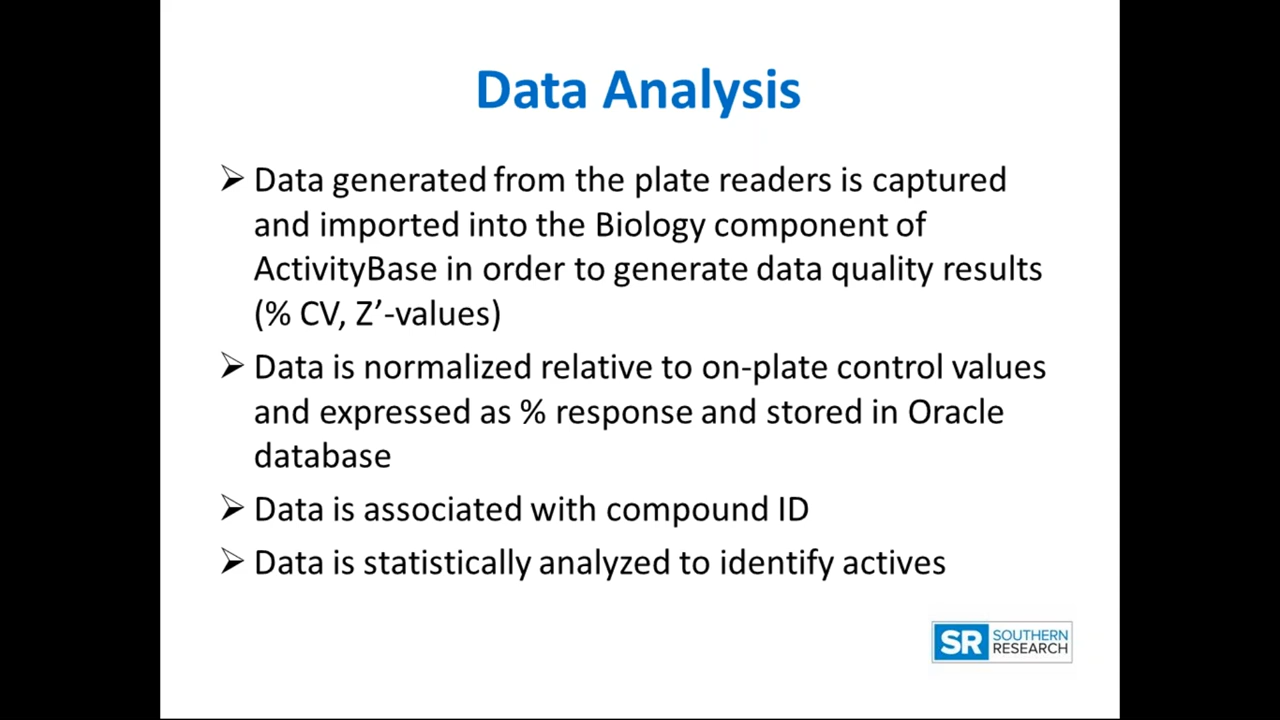 Data Analysis
➢ Data generated from the plate readers is captured
and imported into the Biology component of
ActivityBase in order to generate data quality results
(% CV, Z’-values)
➢ Data is normalized relative to on-plate control values
and expressed as % response and stored in Oracle
database
➢ Data is associated with compound ID
➢ Data is statistically analyzed to identify actives
SR SOUTHERN
RESEARCH